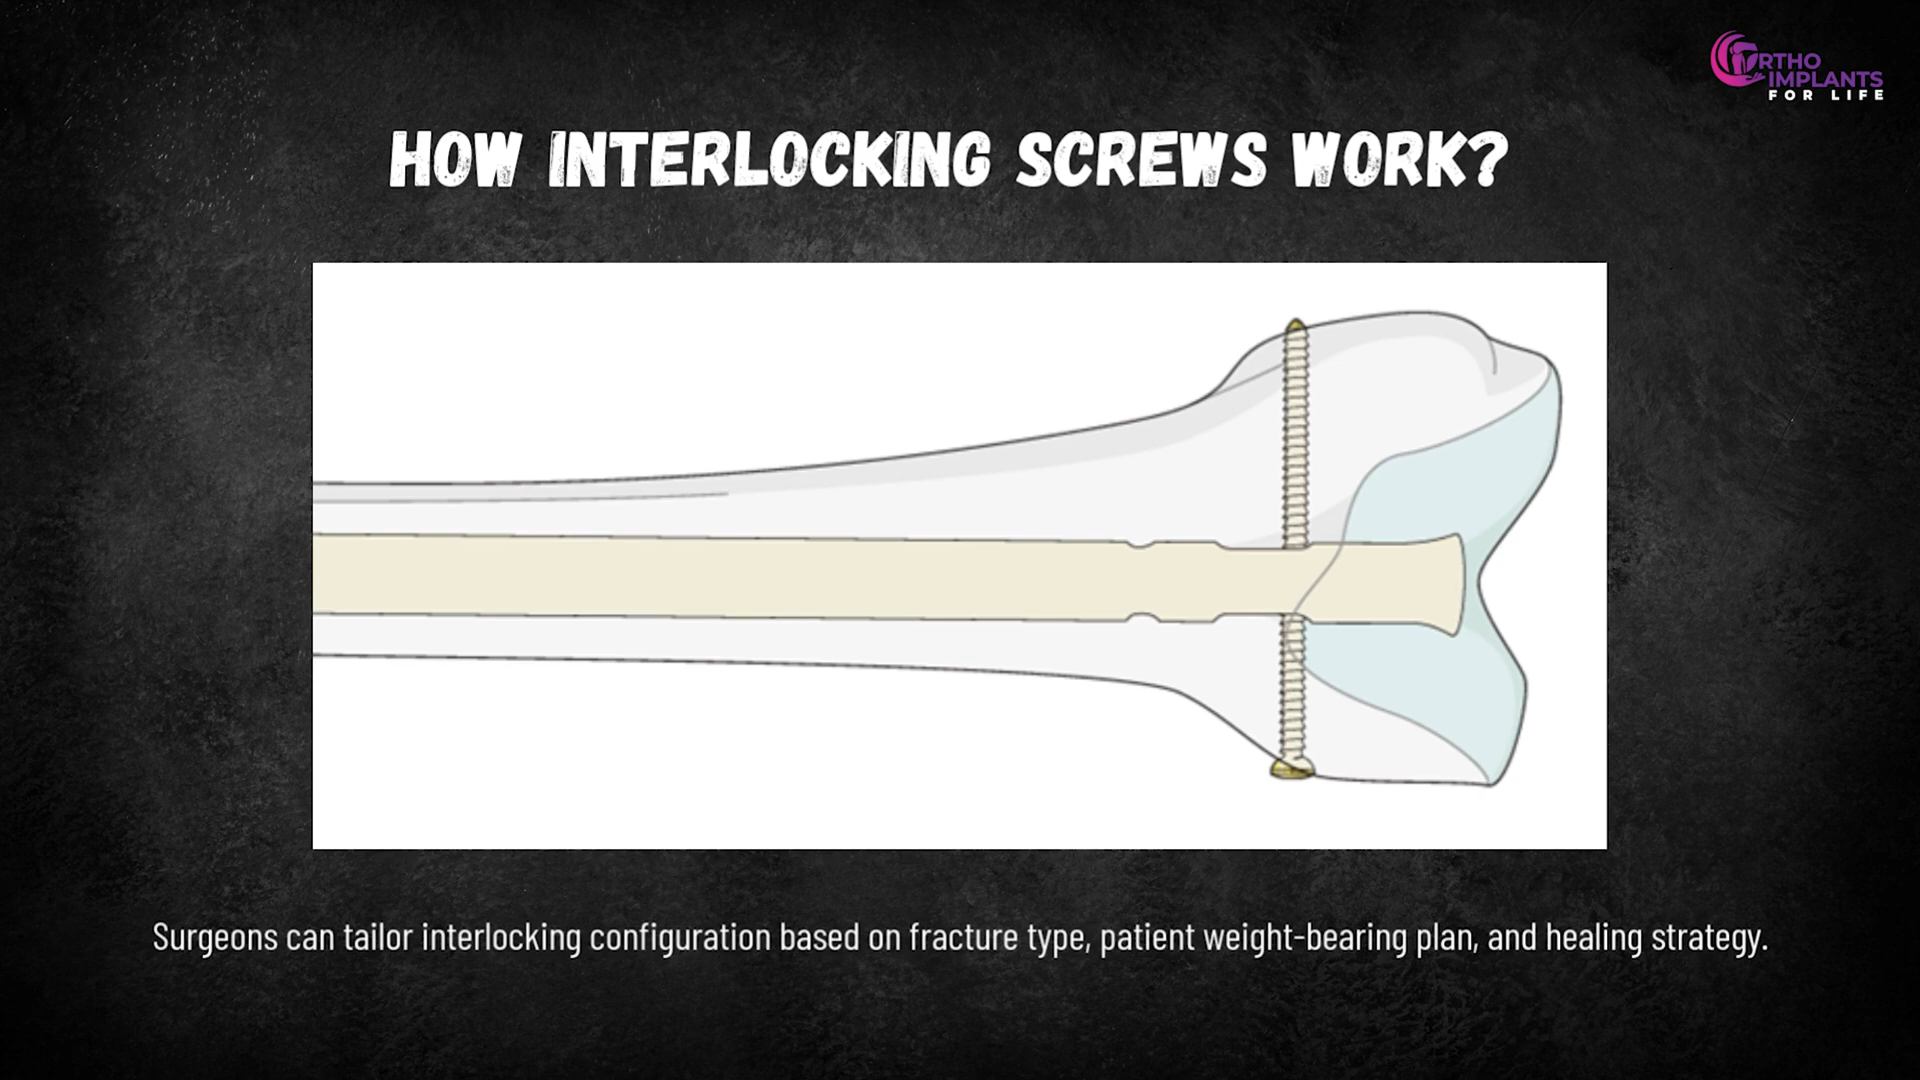 ORTHO
IMPLANTS
FOR LIFE
HOW INTERLOCKING SCREWS WORK?
Surgeons can tailor interlocking configuration based on fracture type, patient weight-bearing plan, and healing strategy.